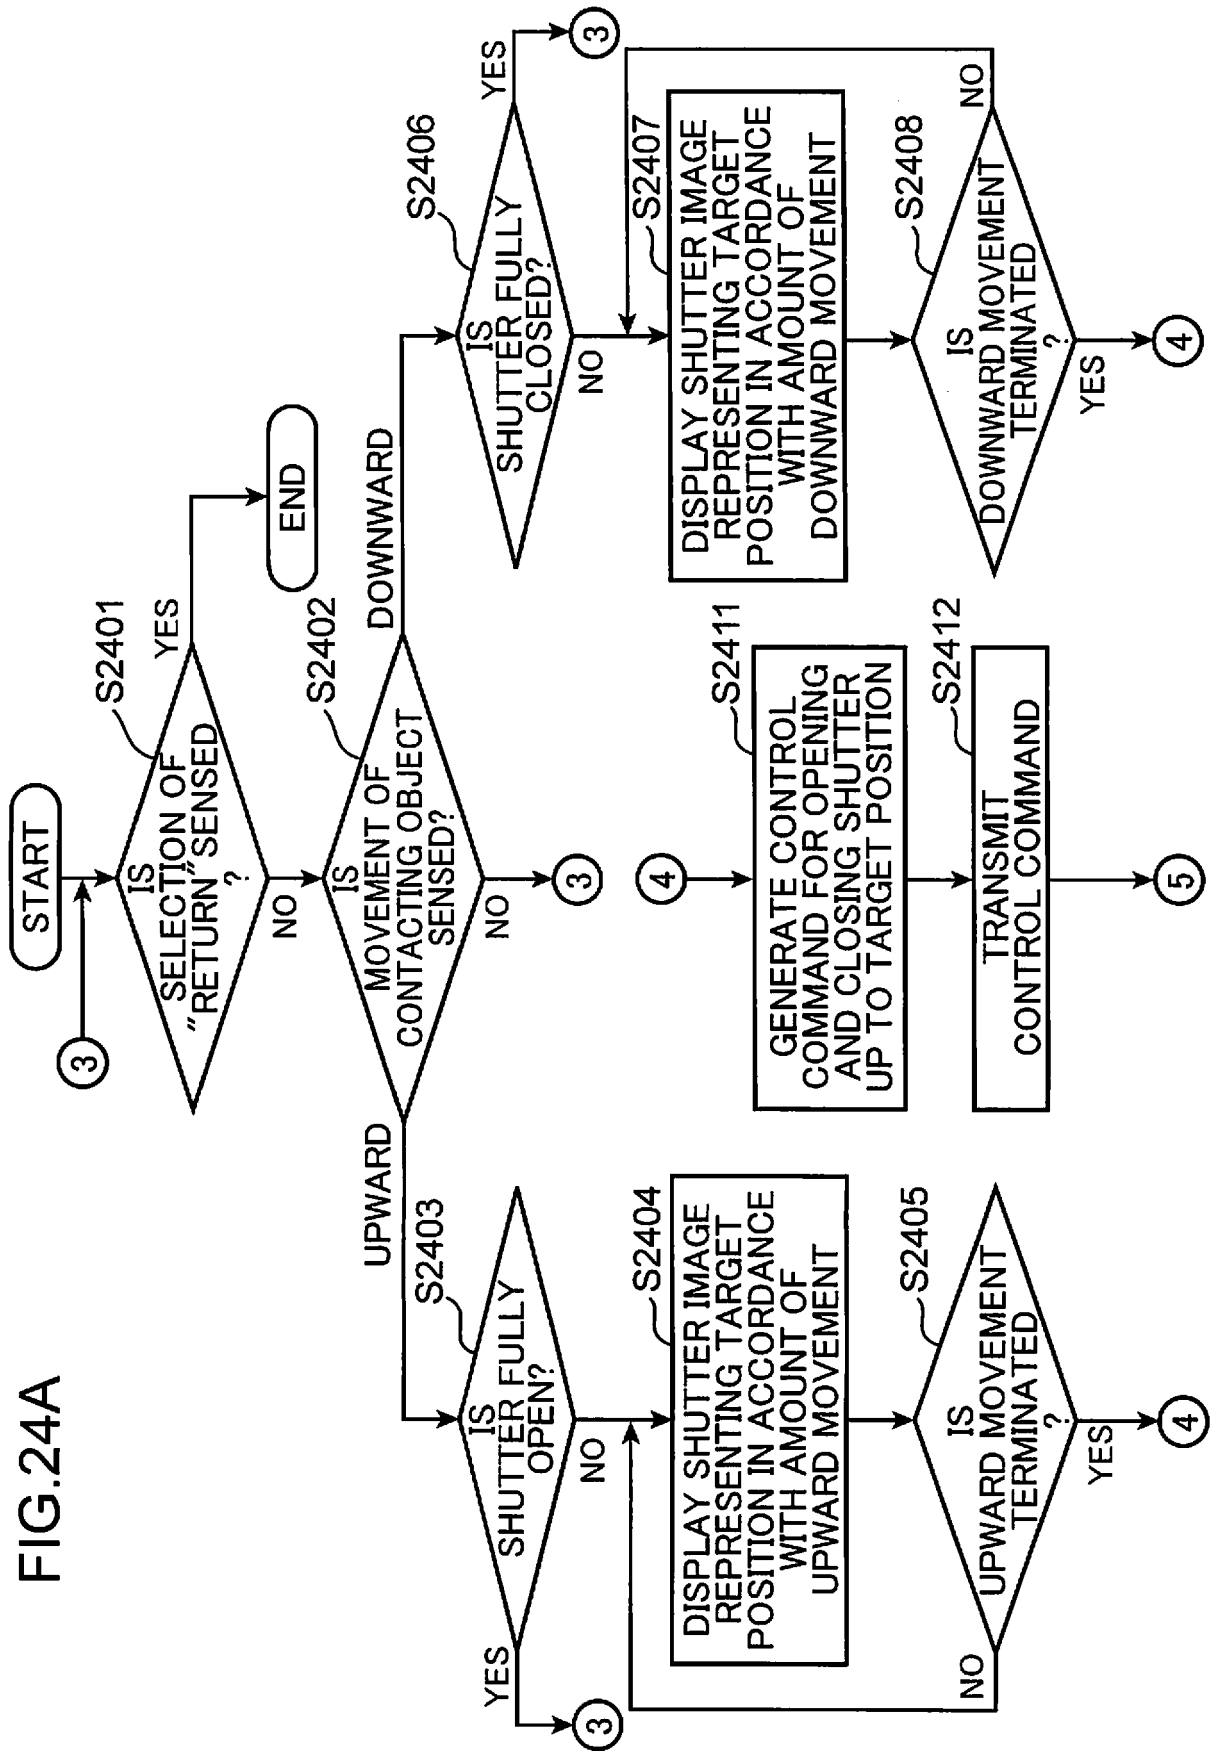 FIG.24A
START
3
IS
SELECTION OF
"RETURN" SENSED
?
S2401
YES
END
NO
IS
MOVEMENT OF
CONTACTING OBJECT
SENSED?
S2402
UPWARD
DOWNWARD
NO
3
IS
SHUTTER FULLY
OPEN?
S2403
YES
3
NO
DISPLAY SHUTTER IMAGE
REPRESENTING TARGET
POSITION IN ACCORDANCE
WITH AMOUNT OF
UPWARD MOVEMENT
S2404
IS
UPWARD MOVEMENT
TERMINATED
?
S2405
NO
YES
4
4
GENERATE CONTROL
COMMAND FOR OPENING
AND CLOSING SHUTTER
UP TO TARGET POSITION
S2411
TRANSMIT
CONTROL COMMAND
S2412
5
IS
SHUTTER FULLY
CLOSED?
S2406
YES
3
NO
DISPLAY SHUTTER IMAGE
REPRESENTING TARGET
POSITION IN ACCORDANCE
WITH AMOUNT OF
DOWNWARD MOVEMENT
S2407
IS
DOWNWARD MOVEMENT
TERMINATED
?
S2408
NO
YES
4